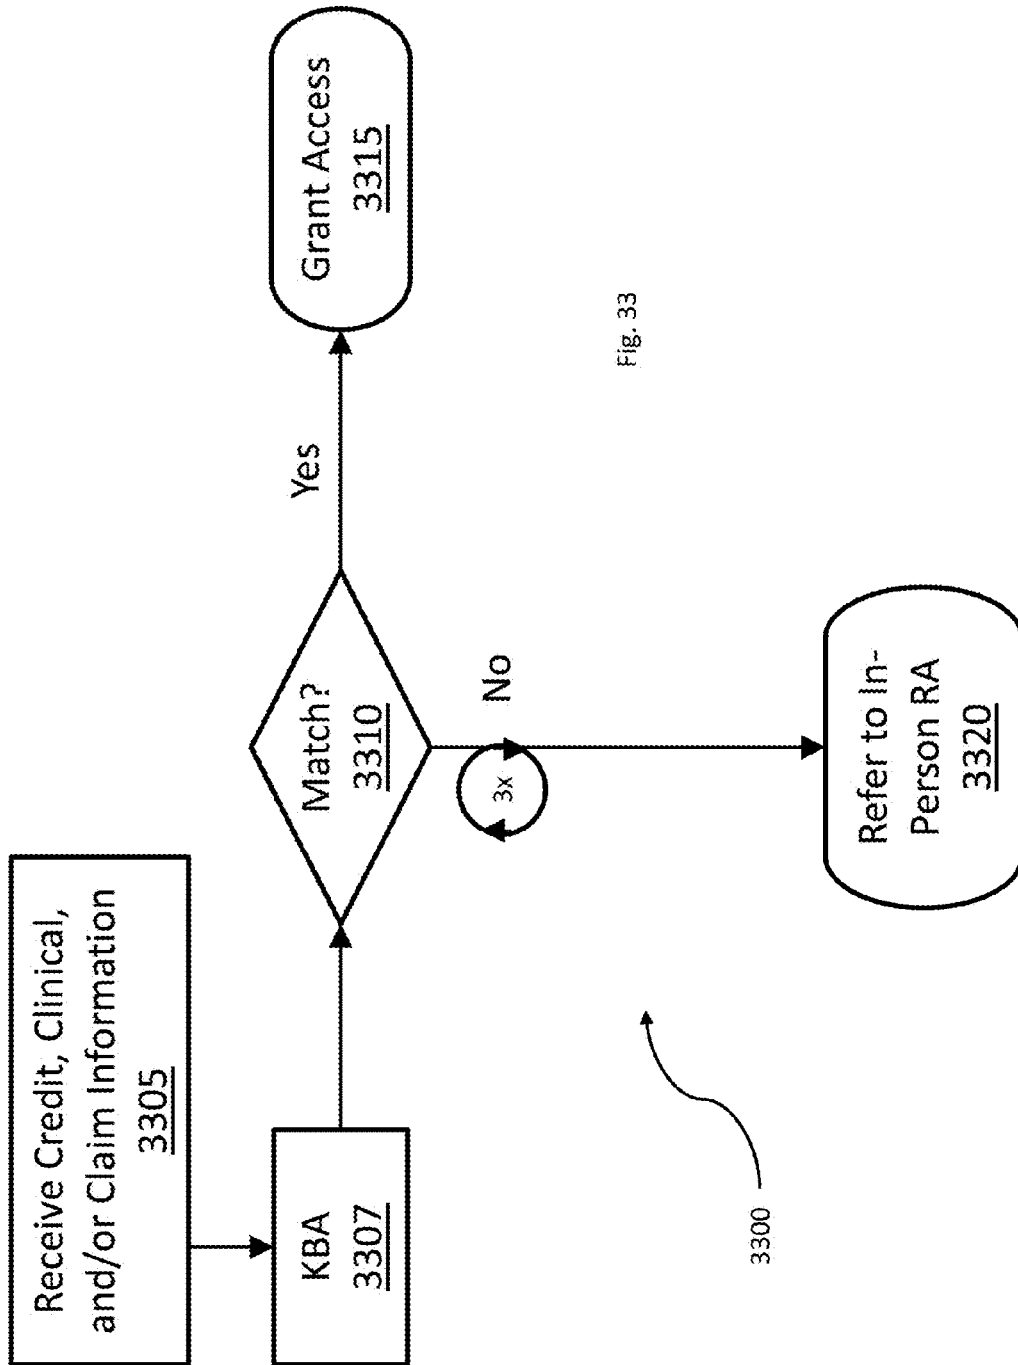 Receive Credit, Clinical,
and/or Claim Information
3305
KBA
3307
Match?
3310
Yes
Grant Access
3315
3x
No
Refer to In-
Person RA
3320
3300
Fig. 33